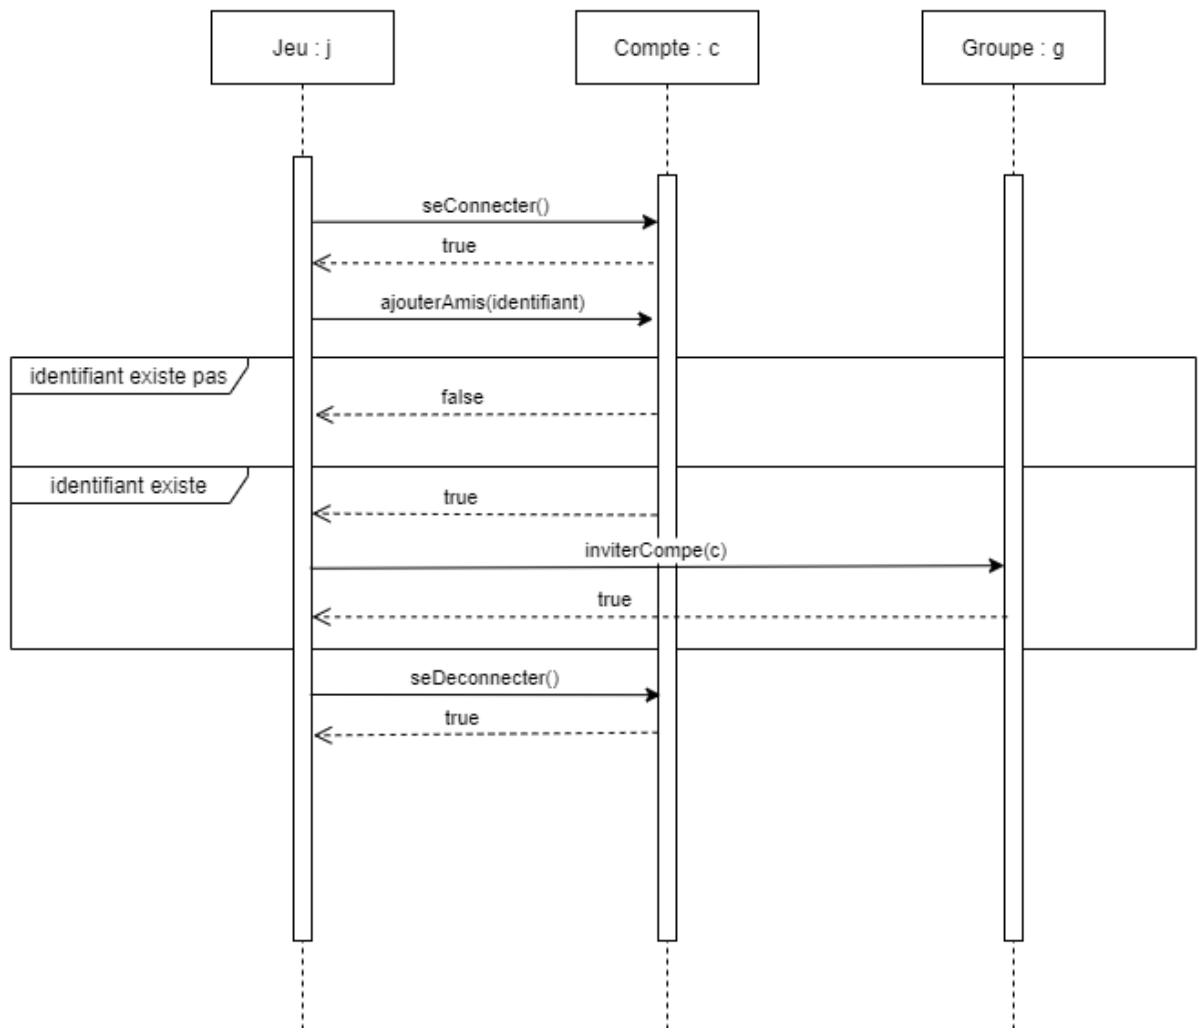 Jeu : j
Compte : c
Groupe : g
seConnecter()
true
ajouterAmis(identifiant)
identifiant existe pas
false
identifiant existe
true
inviterCompe(c)
true
seDeconnecter()
true